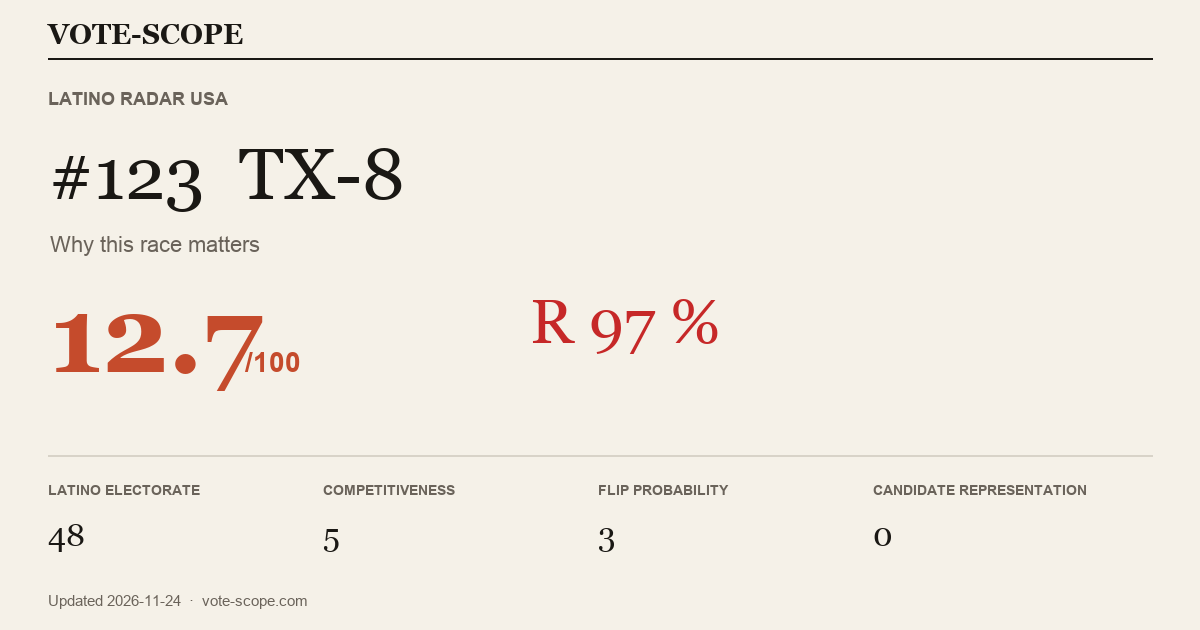 VOTE-SCOPE
LATINO RADAR USA
#123 TX-8
Why this race matters
12.7/100
R 97 %
LATINO ELECTORATE
COMPETITIVENESS
FLIP PROBABILITY
CANDIDATE REPRESENTATION
48
5
3
0
Updated 2026-11-24 · vote-scope.com